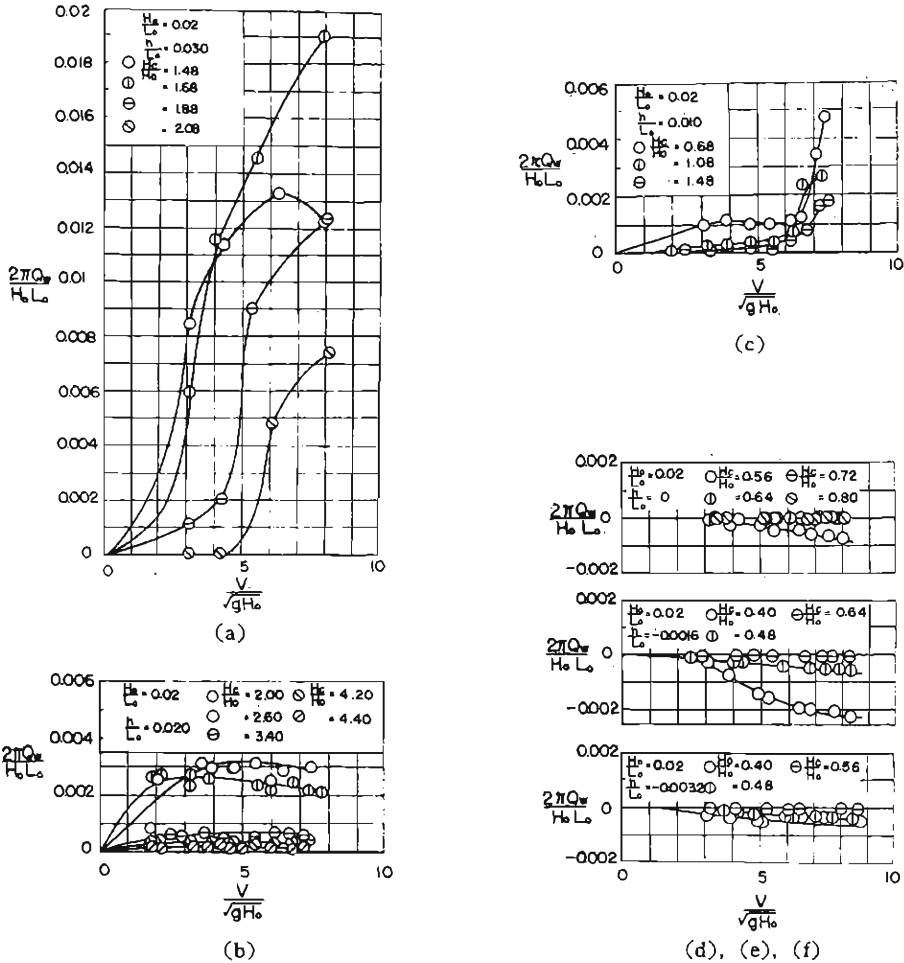 0.02
0.018
0.016
0.014
0.012
0.01
0.008
0.006
0.004
0.002
0
2πQw
H₀L₀
H₀/L₀ = 0.02
h/L₀ = 0.030
Hc/H₀ = 1.48
= 1.68
= 1.88
= 2.08
0 5 10
V
√gH₀
(a)
0.006
0.004
0.002
0
2πQw
H₀L₀
H₀/L₀ = 0.02 Hc/H₀ = 2.00 Hc/H₀ = 4.20
h/L₀ = 0.020 = 2.60 = 4.40
= 3.40
0 5 10
V
√gH₀
(b)
0.006
0.004
0.002
0
2πQw
H₀L₀
H₀/L₀ = 0.02
h/L₀ = 0.010
Hc/H₀ = 0.68
= 1.08
= 1.48
0 5 10
V
√gH₀
(c)
0.002
0
-0.002
2πQw
H₀L₀
H₀/L₀ = 0.02 Hc/H₀ = 0.56 Hc/H₀ = 0.72
h/L₀ = 0 = 0.64 = 0.80
0.002
0
-0.002
2πQw
H₀L₀
H₀/L₀ = 0.02 Hc/H₀ = 0.40 Hc/H₀ = 0.64
h/L₀ = -0.0016 = 0.48
0.002
0
-0.002
2πQw
H₀L₀
H₀/L₀ = 0.02 Hc/H₀ = 0.40 Hc/H₀ = 0.56
h/L₀ = -0.0032 = 0.48
0 5 10
V
√gH₀
(d), (e), (f)